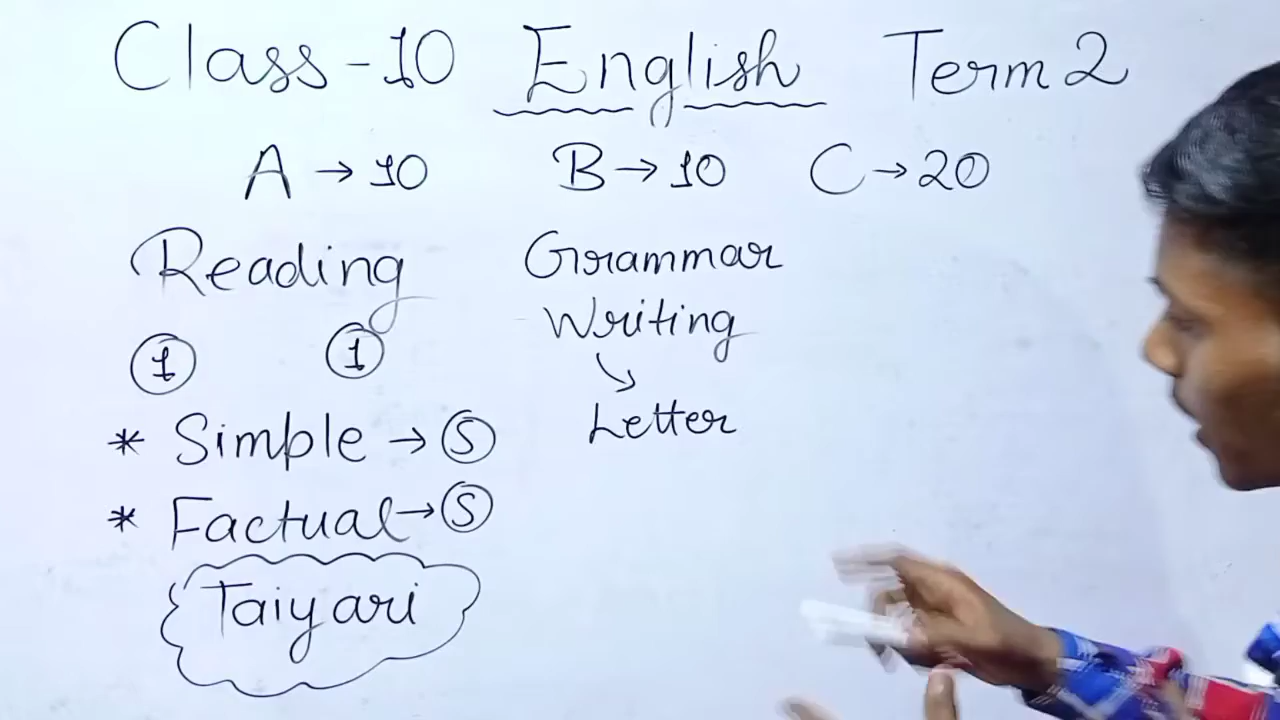 Class-10 English Term 2
A → 10 B → 10 C → 20
Reading
① ①
* Simple → ⑤
* Factual → ⑤
Taiyari
Grammar
Writing
↘
Letter